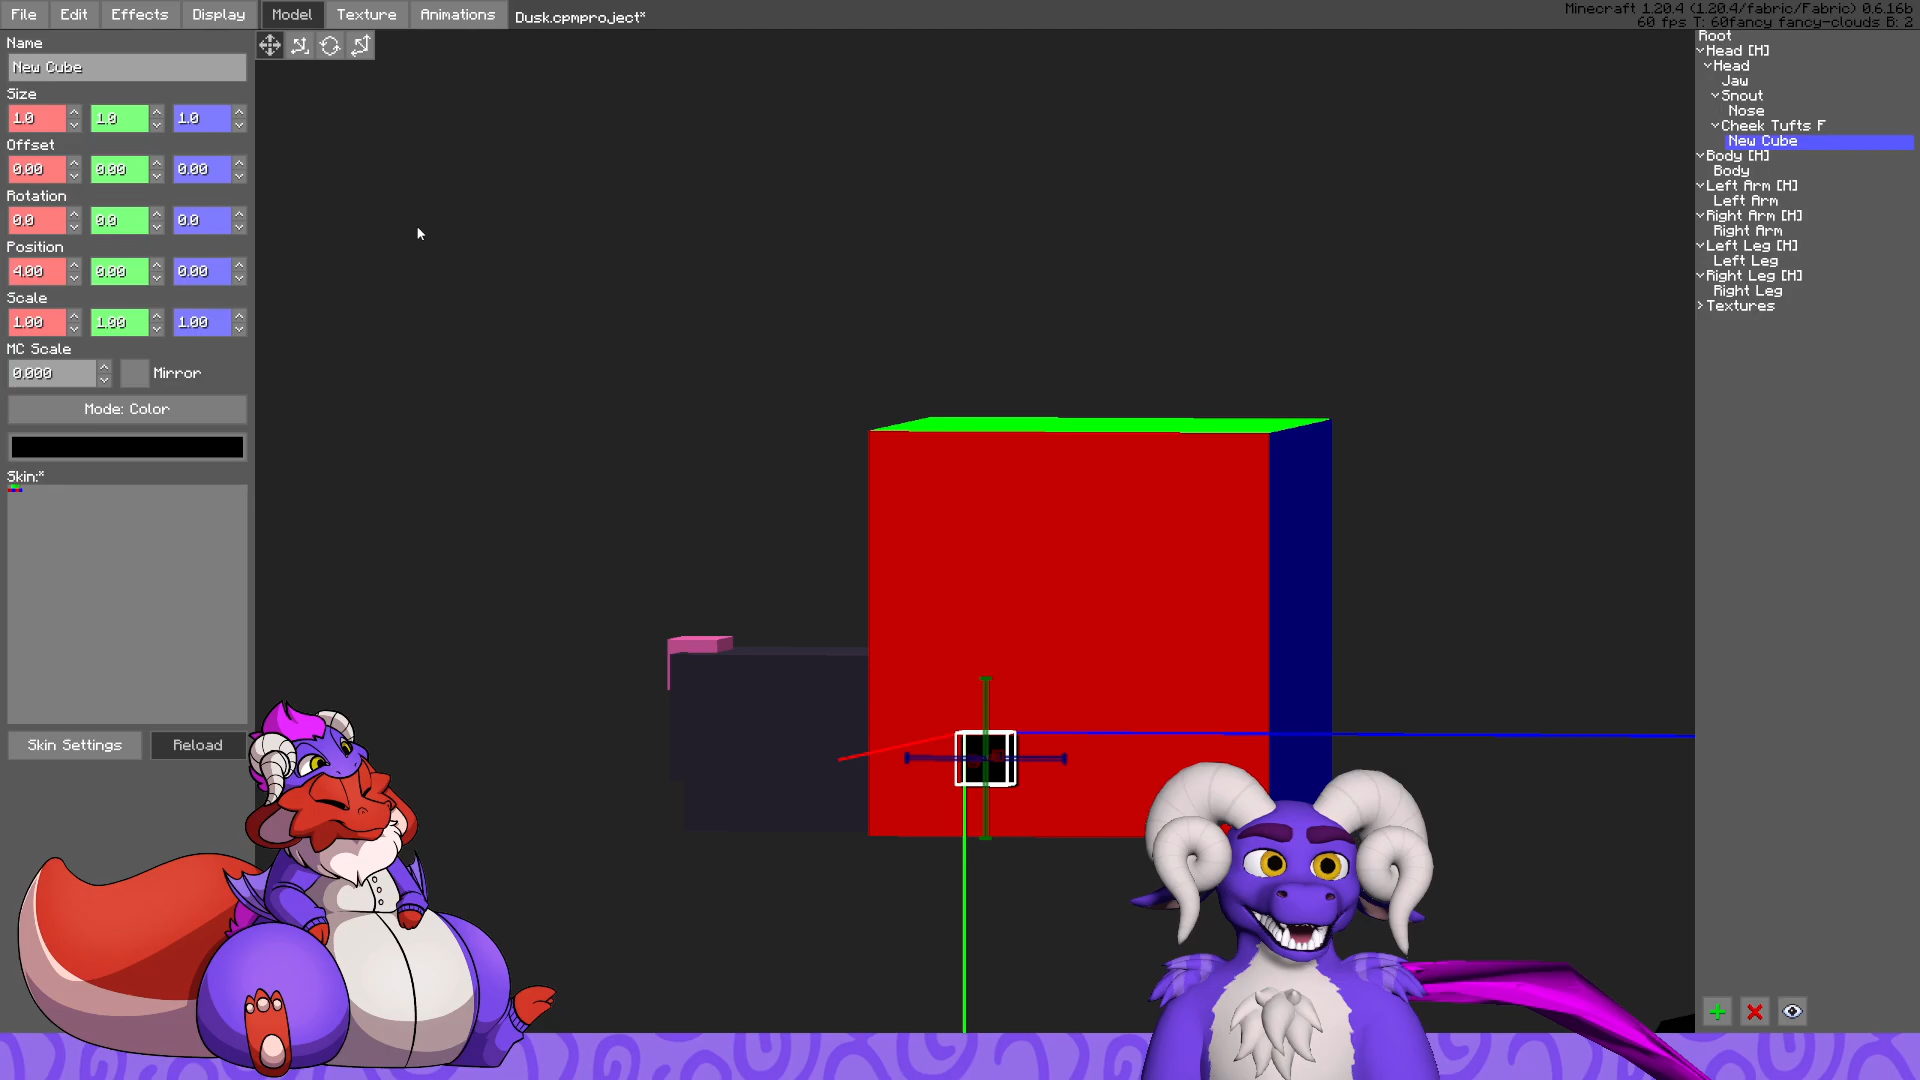 File Edit Effects Display Model Texture Animations Dusk.cpmproject*
Minecraft 1.20.4 (1.20.4/fabric/Fabric) 0.6.16b
60 fps T: 60fancy fancy-clouds B: 2
Name
New Cube
Size
1.0 1.0 1.0
Offset
0.00 0.00 0.00
Rotation
0.0 0.0 0.0
Position
4.00 0.00 0.00
Scale
1.00 1.00 1.00
MC Scale
0.000 Mirror
Mode: Color
Skin:*
Skin Settings Reload
Root
Head [H]
Head
Jaw
Snout
Nose
Cheek Tufts F
New Cube
Body [H]
Body
Left Arm [H]
Left Arm
Right Arm [H]
Right Arm
Left Leg [H]
Left Leg
Right Leg [H]
Right Leg
Textures